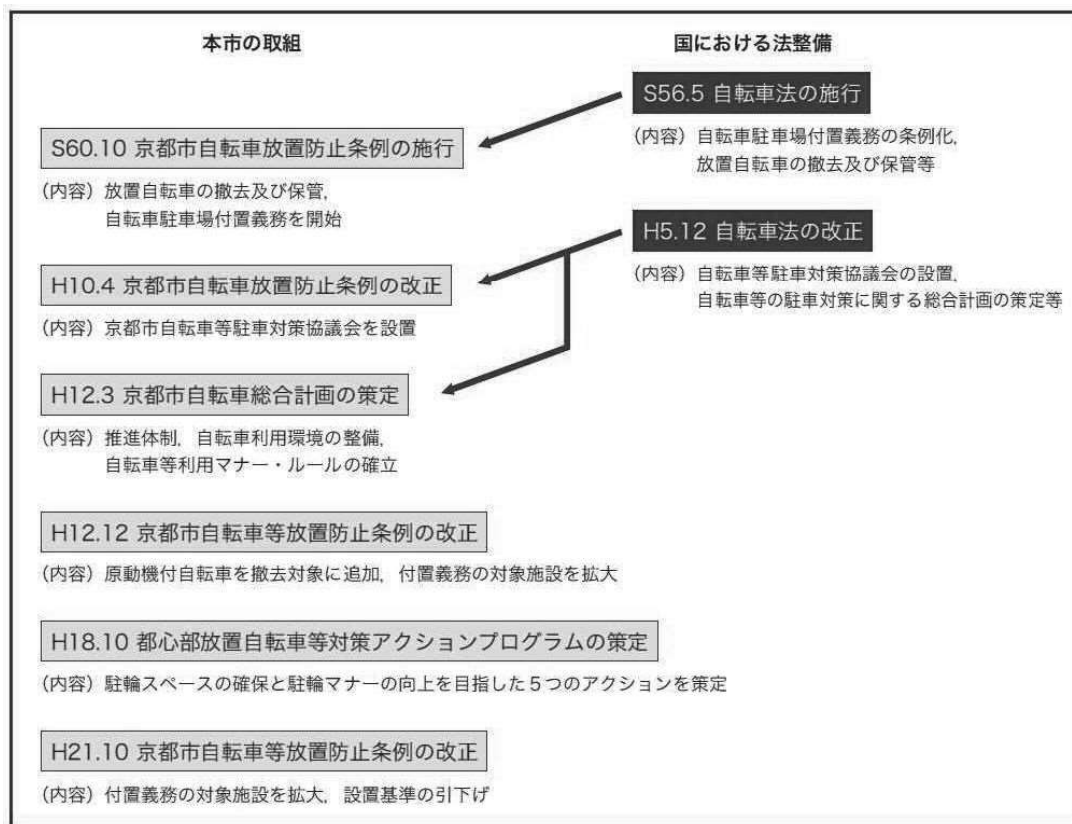 本市の取組
国における法整備
S56.5 自転車法の施行
（内容）自転車駐車場付置義務の条例化，
放置自転車の撤去及び保管等
S60.10 京都市自転車放置防止条例の施行
（内容）放置自転車の撤去及び保管，
自転車駐車場付置義務を開始
H5.12 自転車法の改正
（内容）自転車等駐車対策協議会の設置，
自転車等の駐車対策に関する総合計画の策定等
H10.4 京都市自転車放置防止条例の改正
（内容）京都市自転車等駐車対策協議会を設置
H12.3 京都市自転車総合計画の策定
（内容）推進体制，自転車利用環境の整備，
自転車等利用マナー・ルールの確立
H12.12 京都市自転車等放置防止条例の改正
（内容）原動機付自転車を撤去対象に追加，付置義務の対象施設を拡大
H18.10 都心部放置自転車等対策アクションプログラムの策定
（内容）駐輪スペースの確保と駐輪マナーの向上を目指した５つのアクションを策定
H21.10 京都市自転車等放置防止条例の改正
（内容）付置義務の対象施設を拡大，設置基準の引下げ